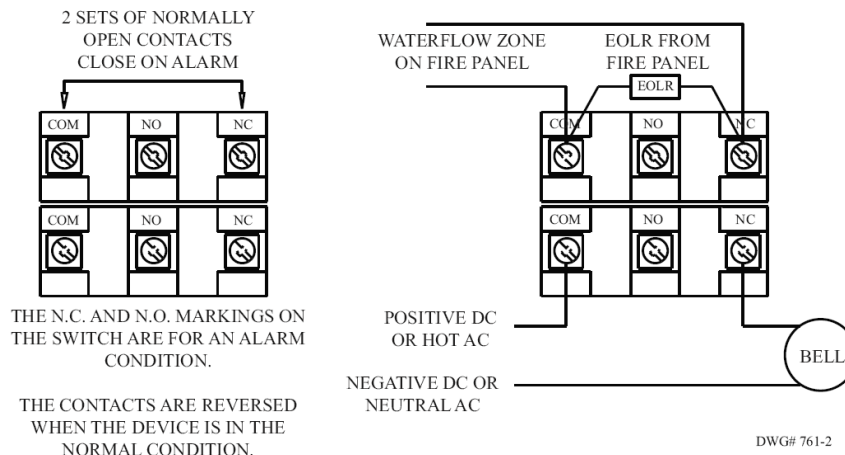 2 SETS OF NORMALLY
OPEN CONTACTS
CLOSE ON ALARM
COM NO NC
COM NO NC
THE N.C. AND N.O. MARKINGS ON
THE SWITCH ARE FOR AN ALARM
CONDITION.
THE CONTACTS ARE REVERSED
WHEN THE DEVICE IS IN THE
NORMAL CONDITION.
WATERFLOW ZONE
ON FIRE PANEL
EOLR FROM
FIRE PANEL
EOLR
COM NO NC
COM NO NC
POSITIVE DC
OR HOT AC
NEGATIVE DC OR
NEUTRAL AC
BELL
DWG# 761-2